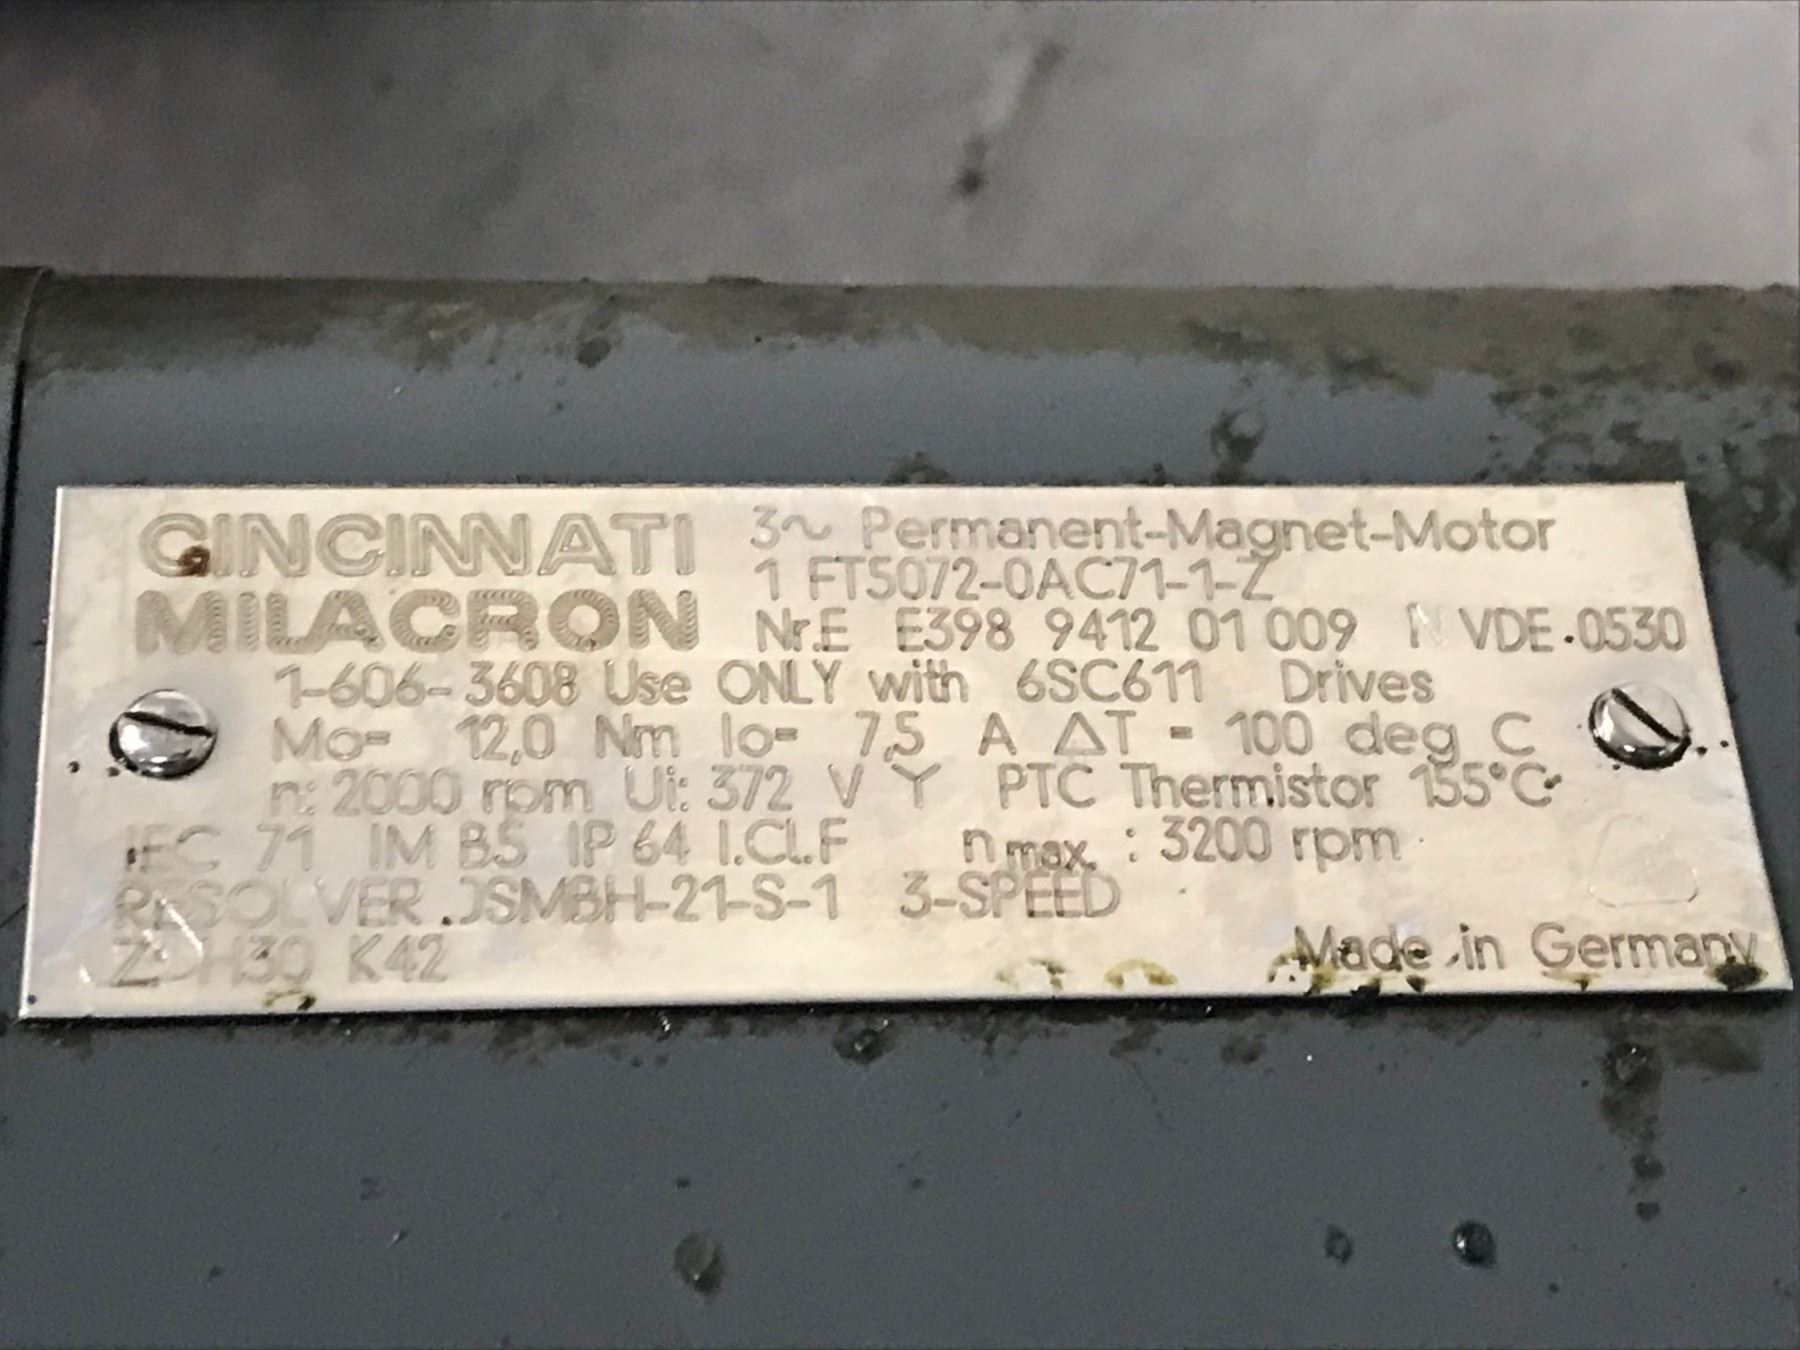 CINCINNATI
MILACRON
3~ Permanent-Magnet-Motor
1 FT5072-0AC71-1-Z
Nr.E E398 9412 01 009 N VDE 0530
1-606-3608 Use ONLY with 6SC611 Drives
Mo= 12,0 Nm Io= 7,5 A ΔT = 100 deg C
n: 2000 rpm Ui: 372 V Y PTC Thermistor 155°C
IEC 71 IM B5 IP 64 I.Cl.F n max. : 3200 rpm
RESOLVER JSMBH-21-S-1 3-SPEED
H30 K42
Made in Germany